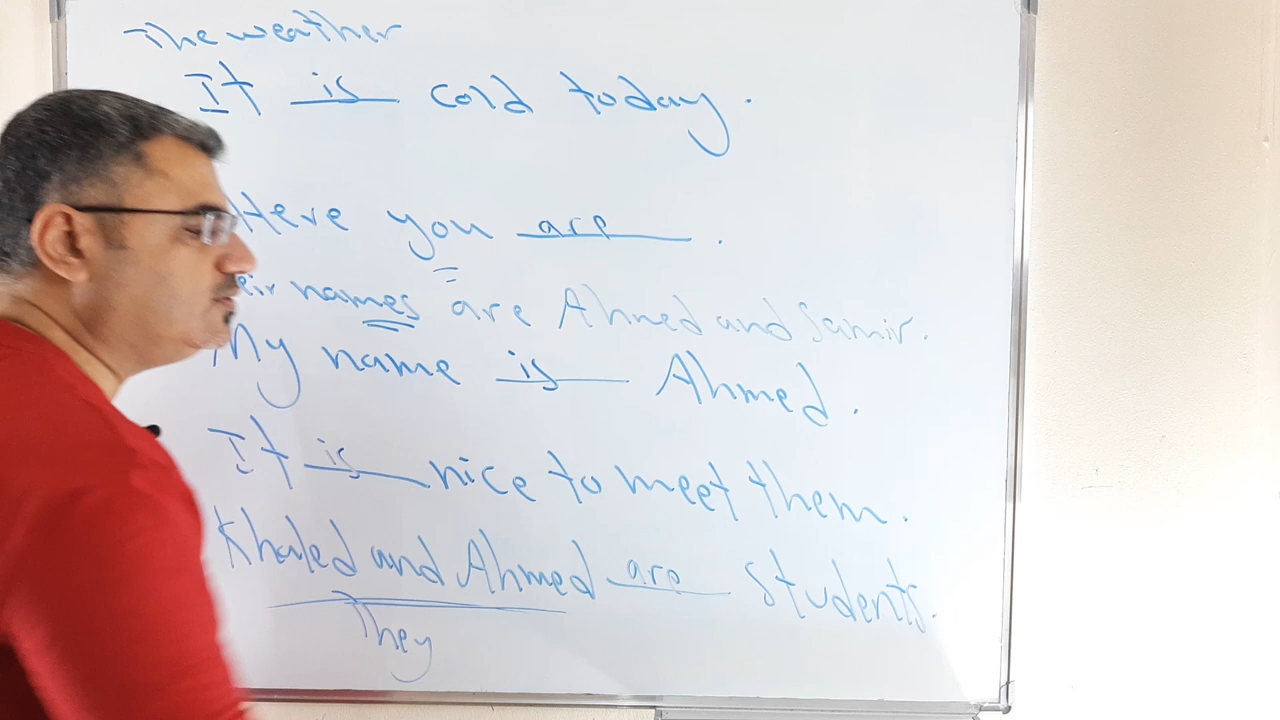 The weather
It is cold today.
Here you are.
eir names are Ahmed and Samir.
My name is Ahmed.
It is nice to meet them.
Khaled and Ahmed are students.
They